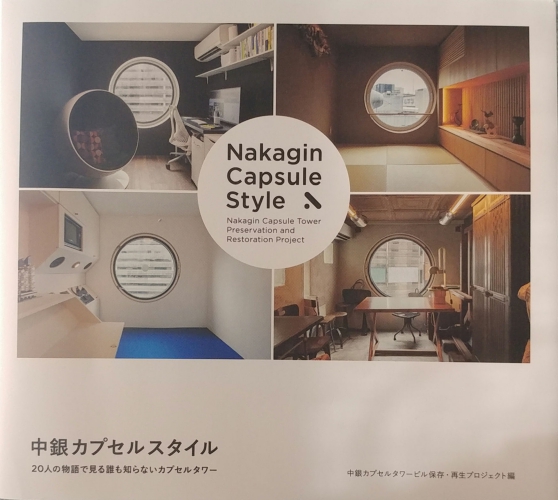 Nakagin
Capsule
Style
Nakagin Capsule Tower
Preservation and
Restoration Project
中銀カプセルスタイル
20人の物語で見る誰も知らないカプセルタワー
中銀カプセルタワービル保存・再生プロジェクト編